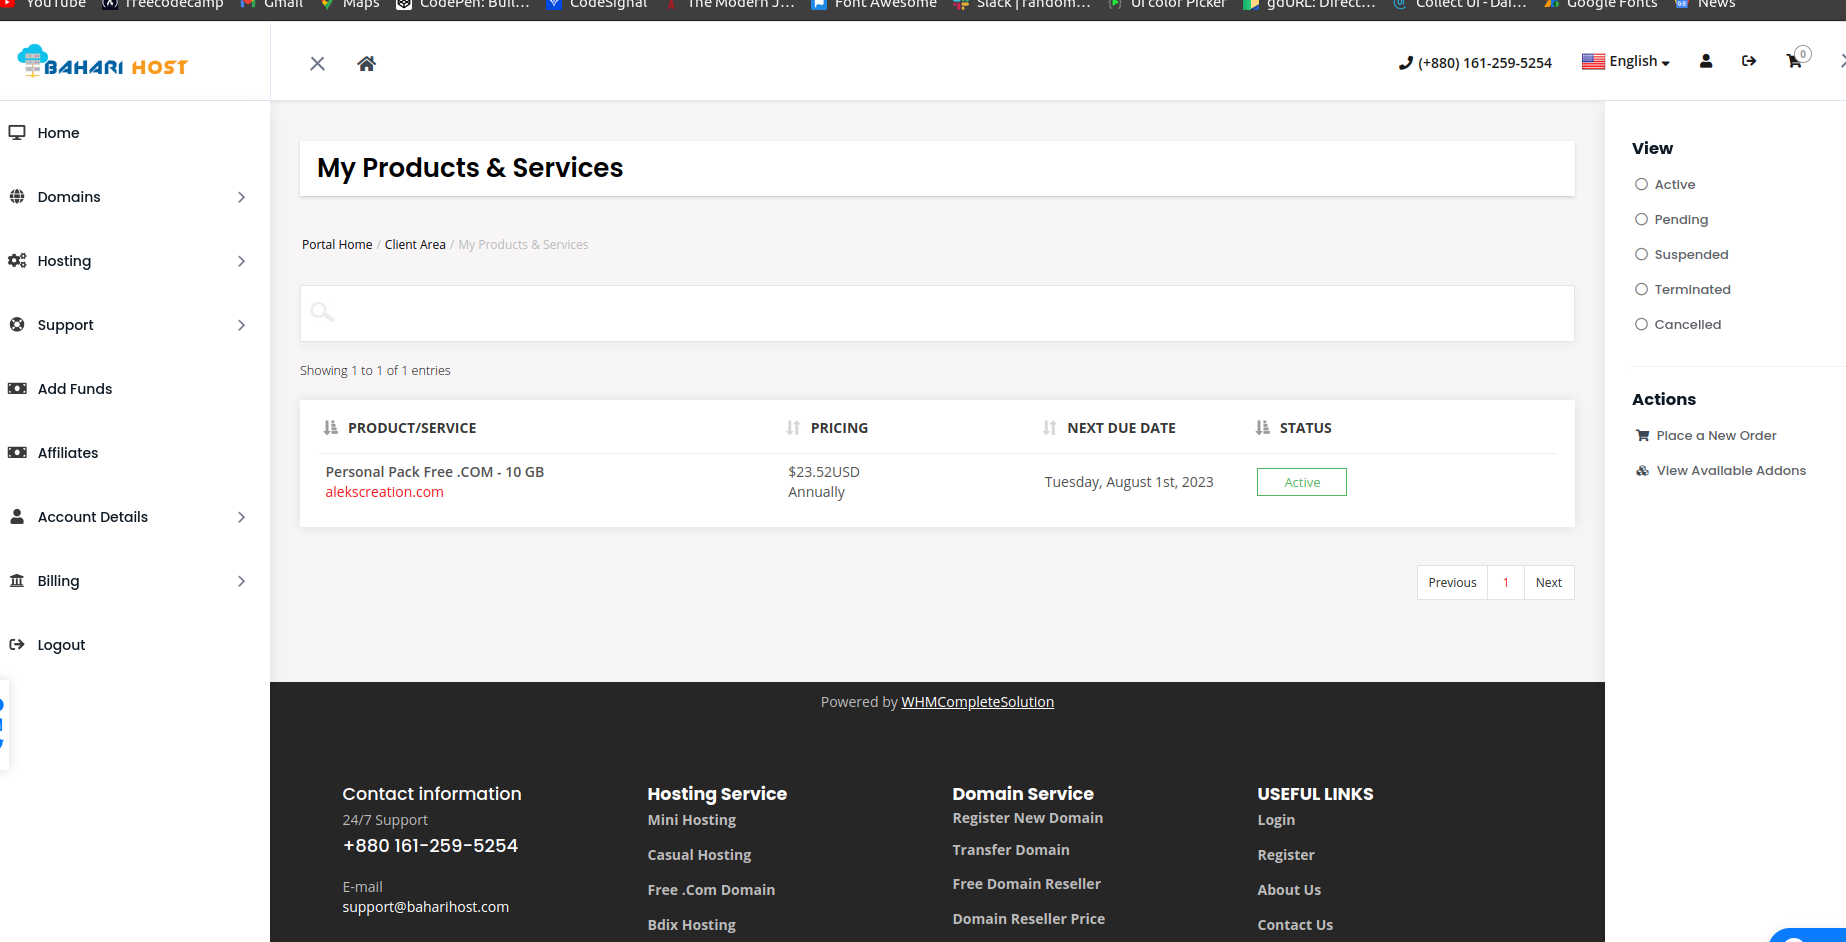 YouTube freecodecamp Gmail Maps CodePen: Buil... CodeSignal The Modern J... Font Awesome Slack | random... UI color Picker gdURL: Direct... Collect UI - Dai... Google Fonts News
BAHARI HOST
(+880) 161-259-5254
English
0
Home
Domains
Hosting
Support
Add Funds
Affiliates
Account Details
Billing
Logout
My Products & Services
Portal Home / Client Area / My Products & Services
Showing 1 to 1 of 1 entries
PRODUCT/SERVICE PRICING NEXT DUE DATE STATUS
Personal Pack Free .COM - 10 GB
alekscreation.com
$23.52USD
Annually
Tuesday, August 1st, 2023
Active
Previous 1 Next
View
Active
Pending
Suspended
Terminated
Cancelled
Actions
Place a New Order
View Available Addons
Powered by WHMCompleteSolution
Contact information
24/7 Support
+880 161-259-5254
E-mail
support@baharihost.com
Hosting Service
Mini Hosting
Casual Hosting
Free .Com Domain
Bdix Hosting
Domain Service
Register New Domain
Transfer Domain
Free Domain Reseller
Domain Reseller Price
USEFUL LINKS
Login
Register
About Us
Contact Us